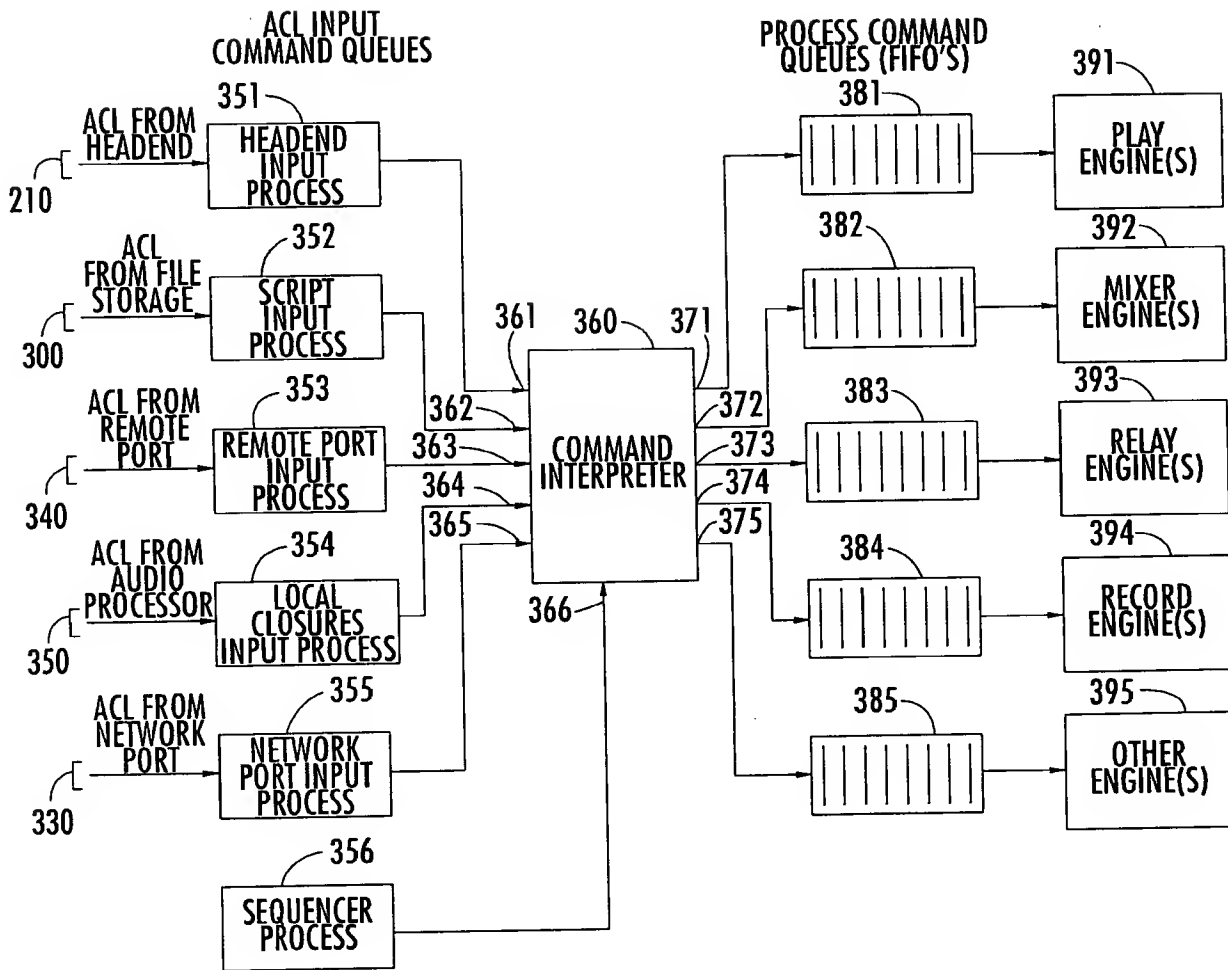 ACL INPUT
COMMAND QUEUES
PROCESS COMMAND
QUEUES (FIFO'S)
351
381
391
ACL FROM
HEADEND
HEADEND
INPUT
PROCESS
PLAY
ENGINE(S)
210
352
382
392
ACL
FROM FILE
STORAGE
SCRIPT
INPUT
PROCESS
MIXER
ENGINE(S)
300
361
360
371
353
383
393
ACL FROM
REMOTE
PORT
362
372
REMOTE PORT
INPUT
PROCESS
363
COMMAND
INTERPRETER
373
RELAY
ENGINE(S)
340
364
374
354
365
375
384
394
ACL FROM
AUDIO
PROCESSOR
LOCAL
CLOSURES
INPUT PROCESS
366
RECORD
ENGINE(S)
350
355
385
395
ACL FROM
NETWORK
PORT
NETWORK
PORT INPUT
PROCESS
OTHER
ENGINE(S)
330
356
SEQUENCER
PROCESS